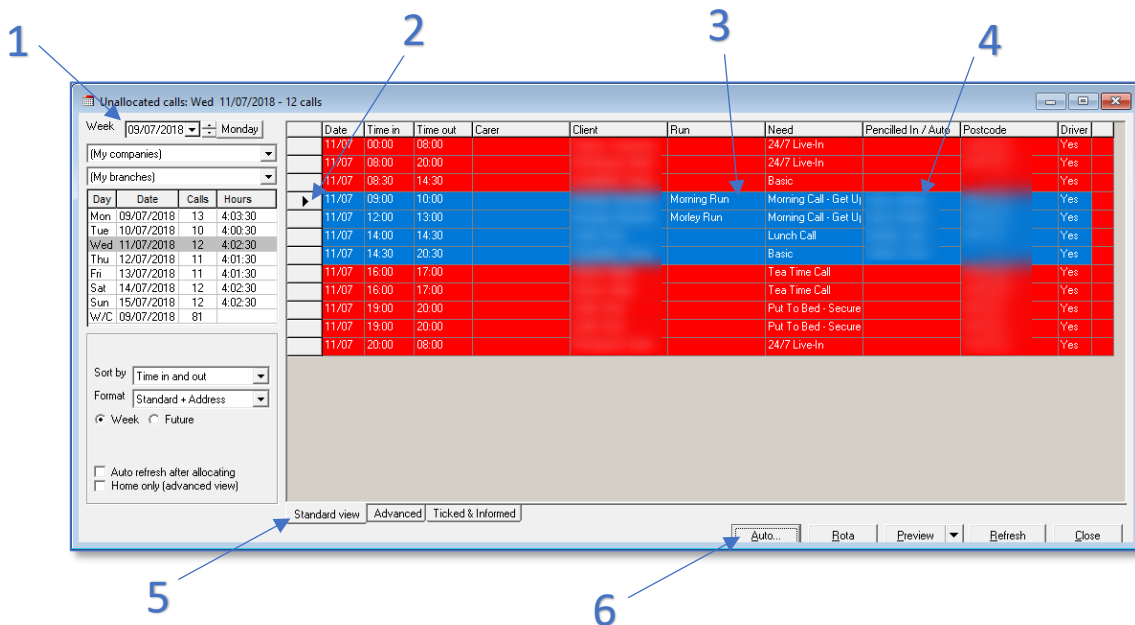 1
2
3
4
Unallocated calls: Wed 11/07/2018 - 12 calls
Week 09/07/2018 Monday
(My companies)
(My branches)
Day Date Calls Hours
Mon 09/07/2018 13 4:03:30
Tue 10/07/2018 10 4:00:30
Wed 11/07/2018 12 4:02:30
Thu 12/07/2018 11 4:01:30
Fri 13/07/2018 11 4:01:30
Sat 14/07/2018 12 4:02:30
Sun 15/07/2018 12 4:02:30
W/C 09/07/2018 81
Sort by Time in and out
Format Standard + Address
Week Future
Auto refresh after allocating
Home only (advanced view)
Date Time in Time out Carer Client Run Need Pencilled In / Auto Postcode Driver
11/07 00:00 08:00 24/7 Live-In Yes
11/07 08:00 20:00 24/7 Live-In Yes
11/07 08:30 14:30 Basic Yes
11/07 09:00 10:00 Morning Run Morning Call - Get U Yes
11/07 12:00 13:00 Morley Run Morning Call - Get U Yes
11/07 14:00 14:30 Lunch Call Yes
11/07 14:30 20:30 Basic Yes
11/07 16:00 17:00 Tea Time Call Yes
11/07 16:00 17:00 Tea Time Call Yes
11/07 19:00 20:00 Put To Bed - Secure Yes
11/07 19:00 20:00 Put To Bed - Secure Yes
11/07 20:00 08:00 24/7 Live-In Yes
Standard view Advanced Ticked & Informed
Auto... Rota Preview Refresh Close
5
6